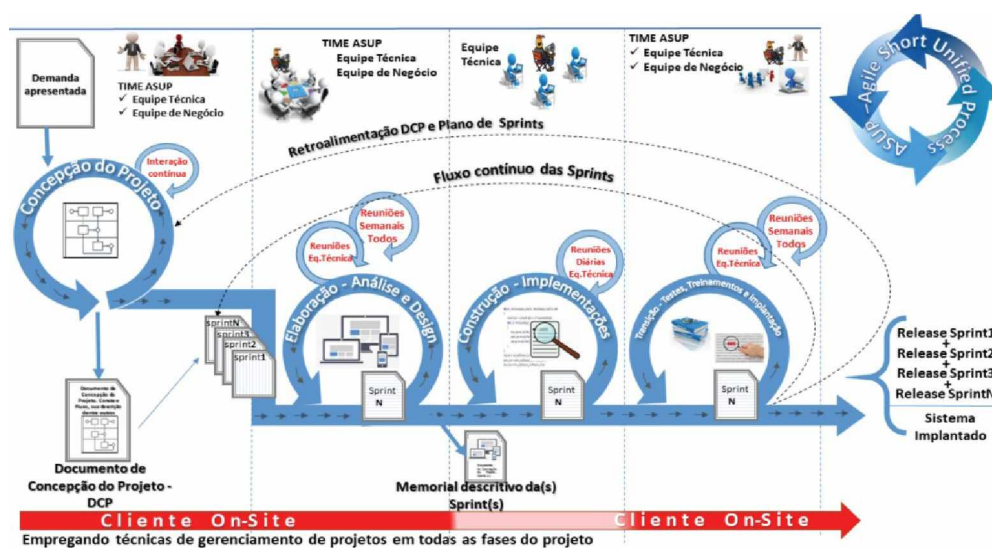 Demanda
apresentada
TIME ASUP
✓ Equipe Técnica
✓ Equipe de Negócio
TIME ASUP
Equipe Técnica
Equipe de Negócio
Equipe
Técnica
TIME ASUP
✓ Equipe Técnica
✓ Equipe de Negócio
ASUP - Agile Short Unified Process
Retroalimentação DCP e Plano de Sprints
Fluxo contínuo das Sprints
Concepção do Projeto
Interação
contínua
Reuniões
Eq.Técnica
Reuniões
Semanais
Todos
Elaboração - Análise e Design
Reuniões
Diárias
Eq.Técnica
Construção - Implementações
Reuniões
Eq.Técnica
Reuniões
Semanais
Todos
Transição - Testes, Treinamentos e Implantação
sprintN
sprint3
sprint2
sprint1
Sprint
N
Sprint
N
Sprint
N
Release Sprint1
+
Release Sprint2
+
Release Sprint3
+
Release SprintN
Sistema
Implantado
Documento de
Concepção do
Projeto.
Documento de
Concepção do Projeto -
DCP
Memorial descritivo da(s)
Sprint(s)
Cliente On-Site
Cliente On-Site
Empregando técnicas de gerenciamento de projetos em todas as fases do projeto